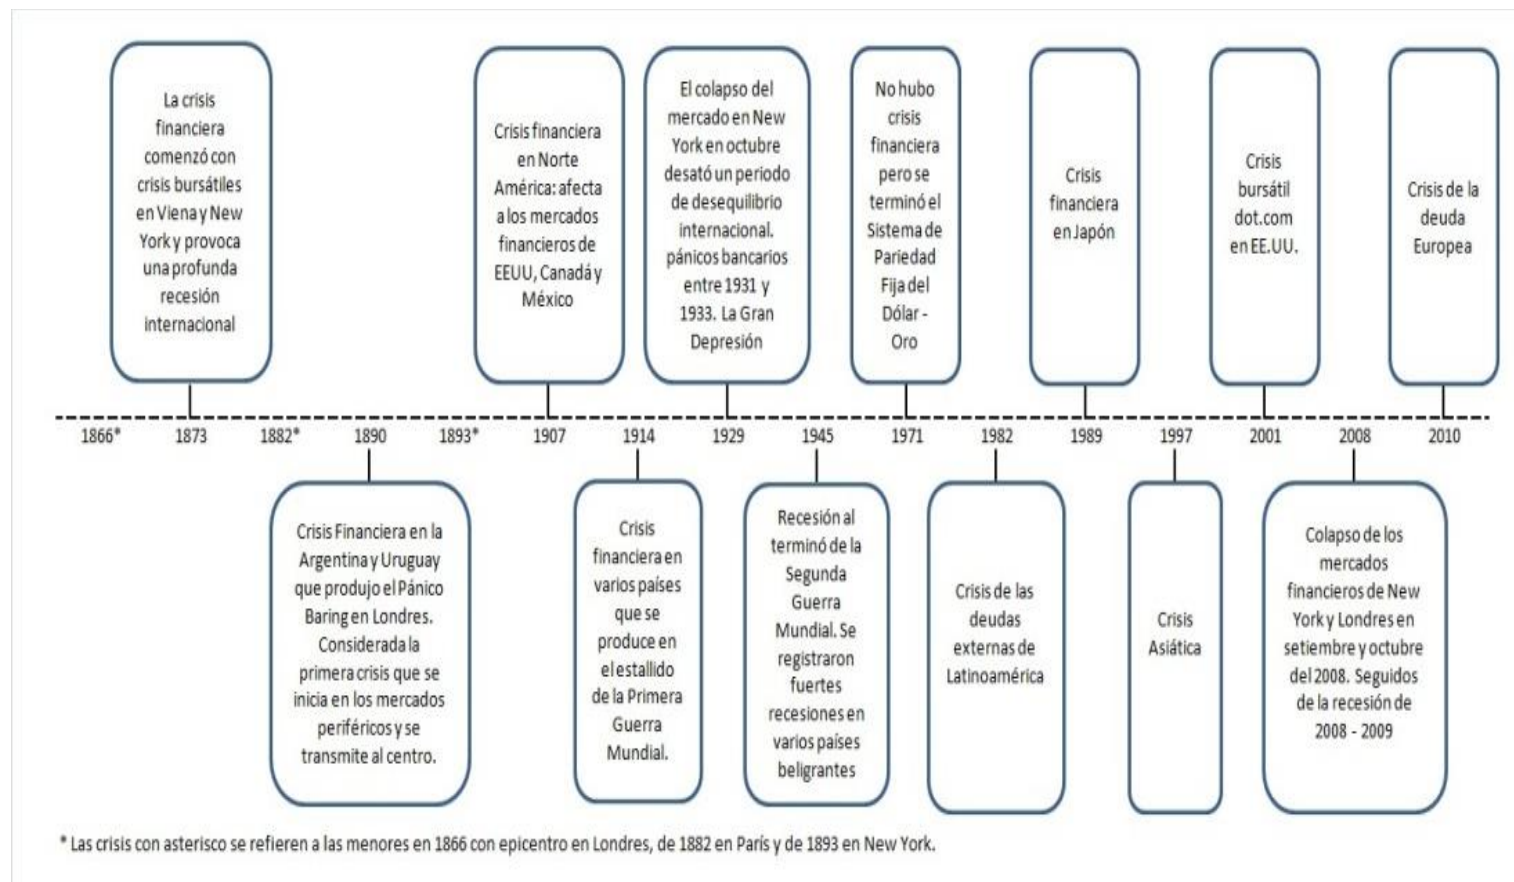 La crisis
financiera
comenzó con
crisis bursátiles
en Viena y New
York y provoca
una profunda
recesión
internacional
Crisis financiera
en Norte
América: afecta
a los mercados
financieros de
EEUU, Canadá y
México
El colapso del
mercado en New
York en octubre
desató un periodo
de desequilibrio
internacional.
pánicos bancarios
entre 1931 y
1933. La Gran
Depresión
No hubo
crisis
financiera
pero se
terminó el
Sistema de
Pariedad
Fija del
Dólar -
Oro
Crisis
financiera
en Japón
Crisis
bursátil
dot.com
en EE.UU.
Crisis de la
deuda
Europea
1866* 1873 1882* 1890 1893* 1907 1914 1929 1945 1971 1982 1989 1997 2001 2008 2010
Crisis Financiera en la
Argentina y Uruguay
que produjo el Pánico
Baring en Londres.
Considerada la
primera crisis que se
inicia en los mercados
periféricos y se
transmite al centro.
Crisis
financiera en
varios países
que se
produce en
el estallido
de la Primera
Guerra
Mundial.
Recesión al
terminó de la
Segunda
Guerra
Mundial. Se
registraron
fuertes
recesiones en
varios países
beligrantes
Crisis de las
deudas
externas de
Latinoamérica
Crisis
Asiática
Colapso de los
mercados
financieros de New
York y Londres en
setiembre y octubre
del 2008. Seguidos
de la recesión de
2008 - 2009
* Las crisis con asterisco se refieren a las menores en 1866 con epicentro en Londres, de 1882 en París y de 1893 en New York.